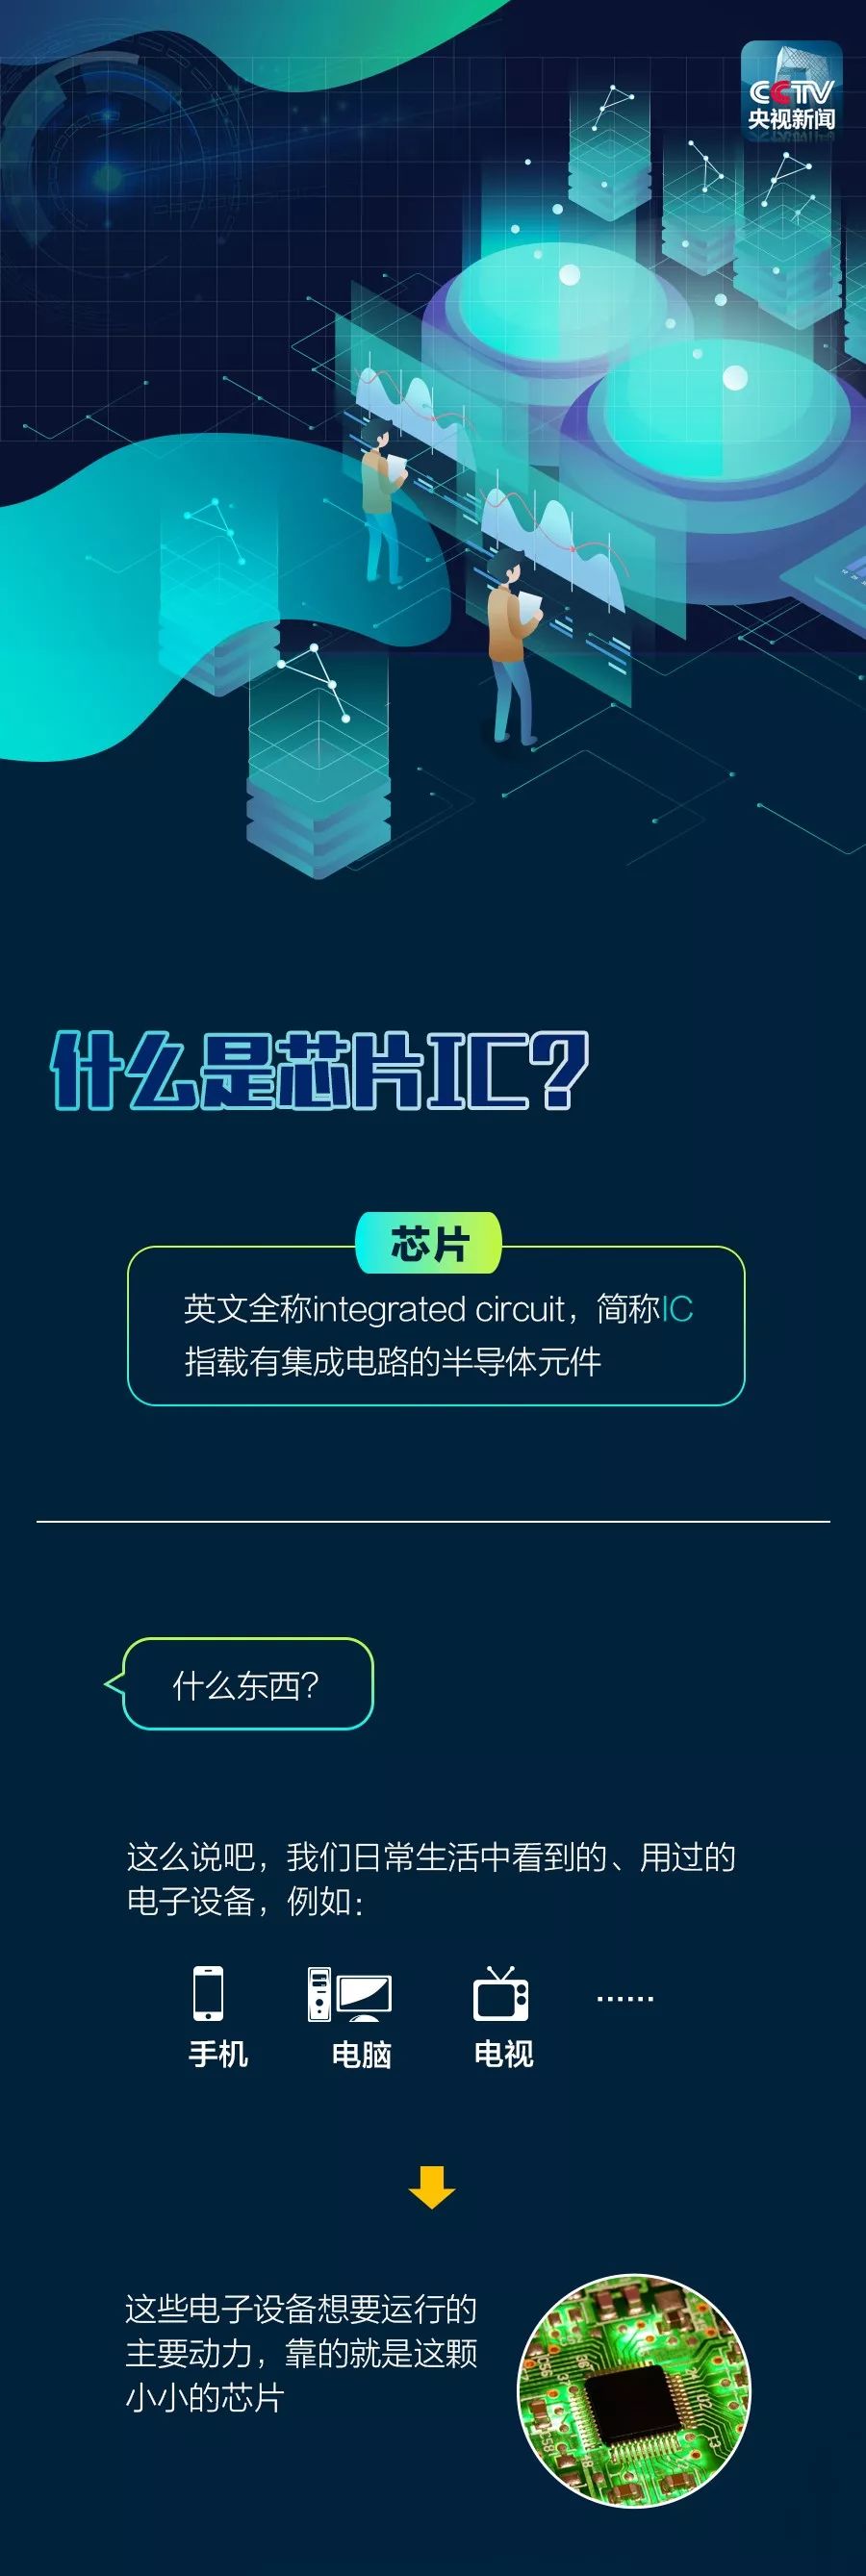 CCTV
央视新闻
什么是芯片IC?
芯片
英文全称integrated circuit，简称IC
指载有集成电路的半导体元件
什么东西?
这么说吧，我们日常生活中看到的、用过的
电子设备，例如：
手机 电脑 电视 ······
这些电子设备想要运行的
主要动力，靠的就是这颗
小小的芯片